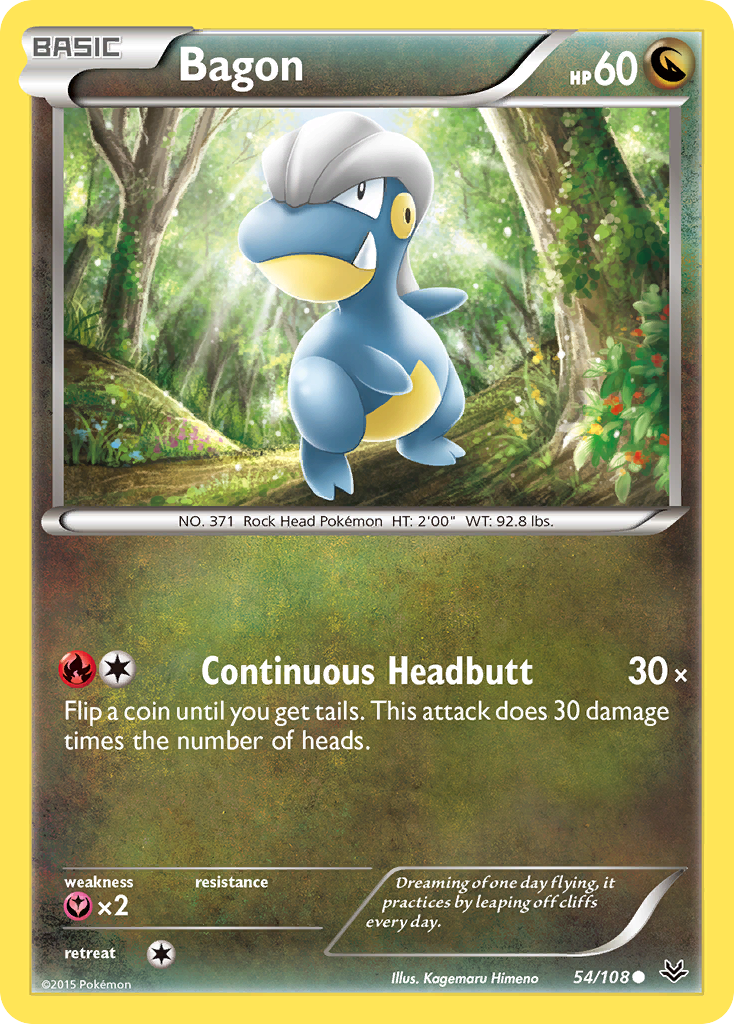 BASIC
Bagon
HP60
NO. 371 Rock Head Pokémon HT: 2'00" WT: 92.8 lbs.
Continuous Headbutt 30×
Flip a coin until you get tails. This attack does 30 damage
times the number of heads.
weakness resistance
×2
retreat
Dreaming of one day flying, it
practices by leaping off cliffs
every day.
Illus. Kagemaru Himeno 54/108
©2015 Pokémon